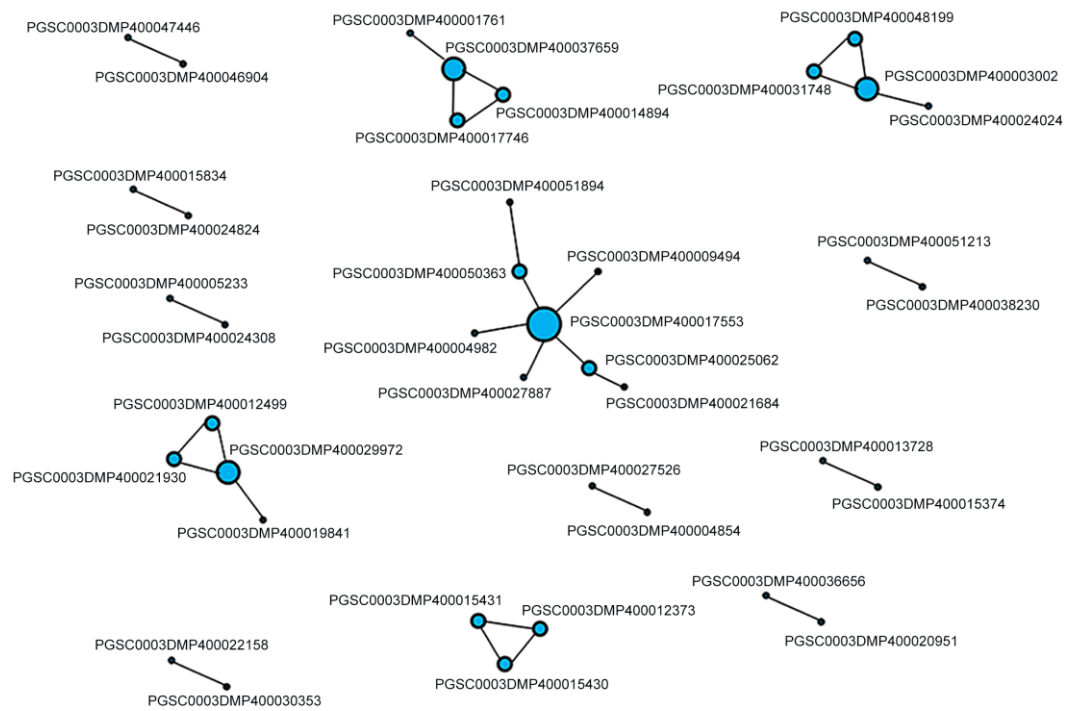 PGSC0003DMP400047446
PGSC0003DMP400046904
PGSC0003DMP400001761
PGSC0003DMP400037659
PGSC0003DMP400014894
PGSC0003DMP400017746
PGSC0003DMP400048199
PGSC0003DMP400003002
PGSC0003DMP400031748
PGSC0003DMP400024024
PGSC0003DMP400015834
PGSC0003DMP400024824
PGSC0003DMP400051894
PGSC0003DMP400009494
PGSC0003DMP400050363
PGSC0003DMP400017553
PGSC0003DMP400004982
PGSC0003DMP400025062
PGSC0003DMP400027887
PGSC0003DMP400021684
PGSC0003DMP400051213
PGSC0003DMP400038230
PGSC0003DMP400005233
PGSC0003DMP400024308
PGSC0003DMP400012499
PGSC0003DMP400029972
PGSC0003DMP400021930
PGSC0003DMP400019841
PGSC0003DMP400027526
PGSC0003DMP400004854
PGSC0003DMP400013728
PGSC0003DMP400015374
PGSC0003DMP400036656
PGSC0003DMP400020951
PGSC0003DMP400015431
PGSC0003DMP400012373
PGSC0003DMP400015430
PGSC0003DMP400022158
PGSC0003DMP400030353